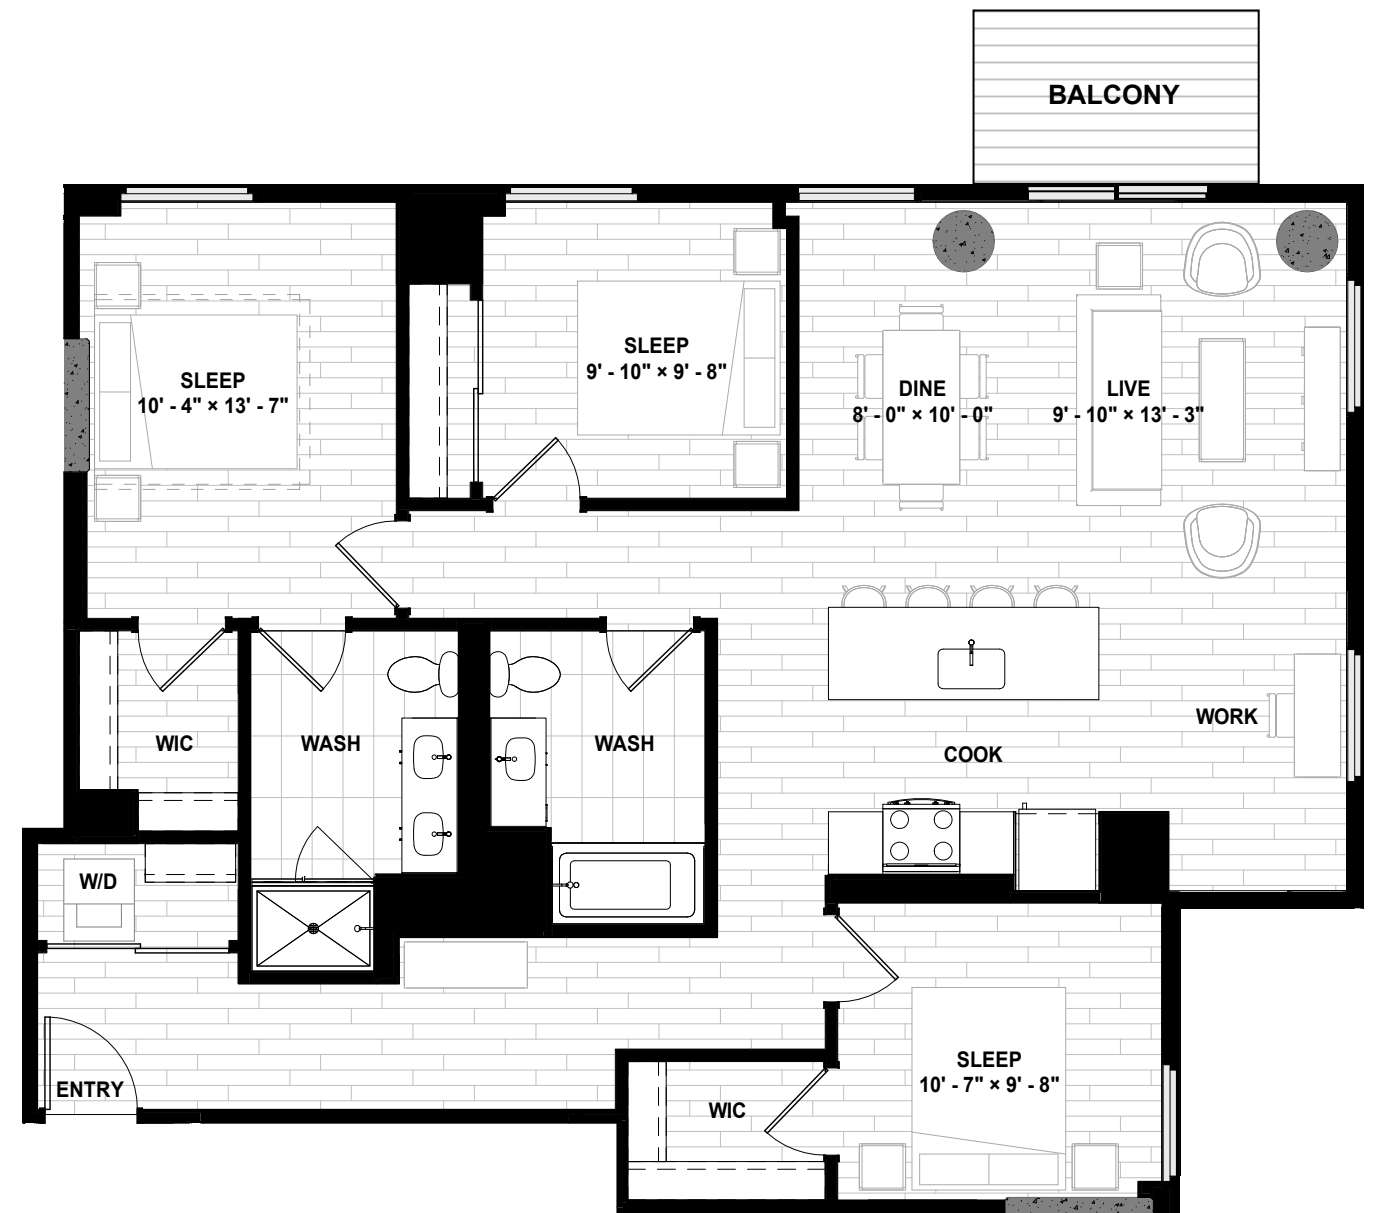 BALCONY
SLEEP
10' - 4" × 13' - 7"
SLEEP
9' - 10" × 9' - 8"
DINE
8' - 0" × 10' - 0"
LIVE
9' - 10" × 13' - 3"
WIC
WASH
WASH
COOK
WORK
W/D
ENTRY
WIC
SLEEP
10' - 7" × 9' - 8"